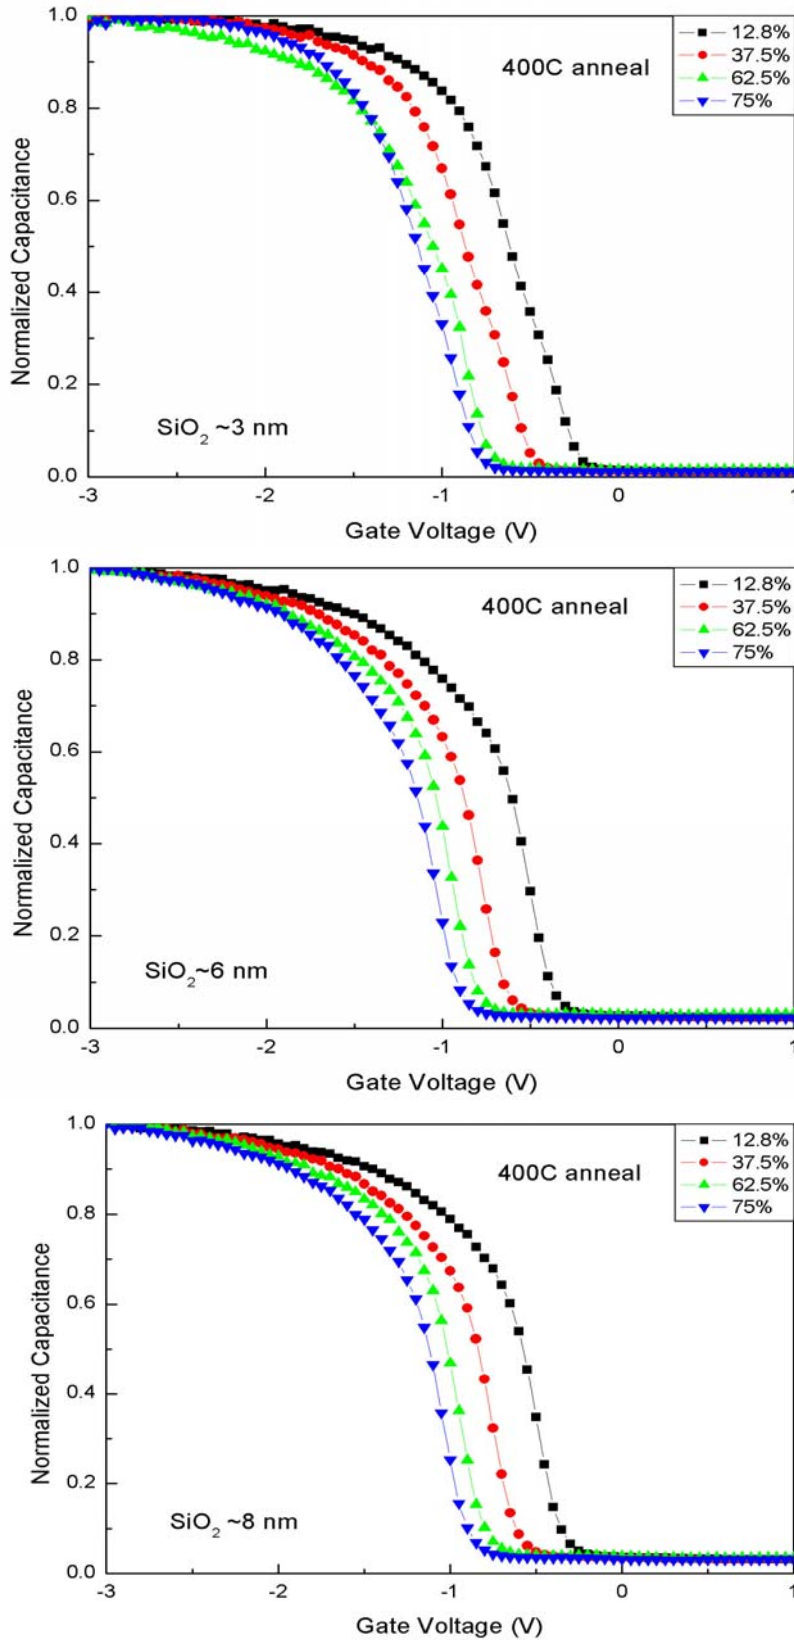 1.0
0.8
0.6
0.4
0.2
0.0
Normalized Capacitance
400C anneal
12.8%
37.5%
62.5%
75%
SiO2 ~3 nm
-3 -2 -1 0 1
Gate Voltage (V)
1.0
0.8
0.6
0.4
0.2
0.0
Normalized Capacitance
400C anneal
12.8%
37.5%
62.5%
75%
SiO2~6 nm
-3 -2 -1 0 1
Gate Voltage (V)
1.0
0.8
0.6
0.4
0.2
0.0
Normalized Capacitance
400C anneal
12.8%
37.5%
62.5%
75%
SiO2 ~8 nm
-3 -2 -1 0 1
Gate Voltage (V)